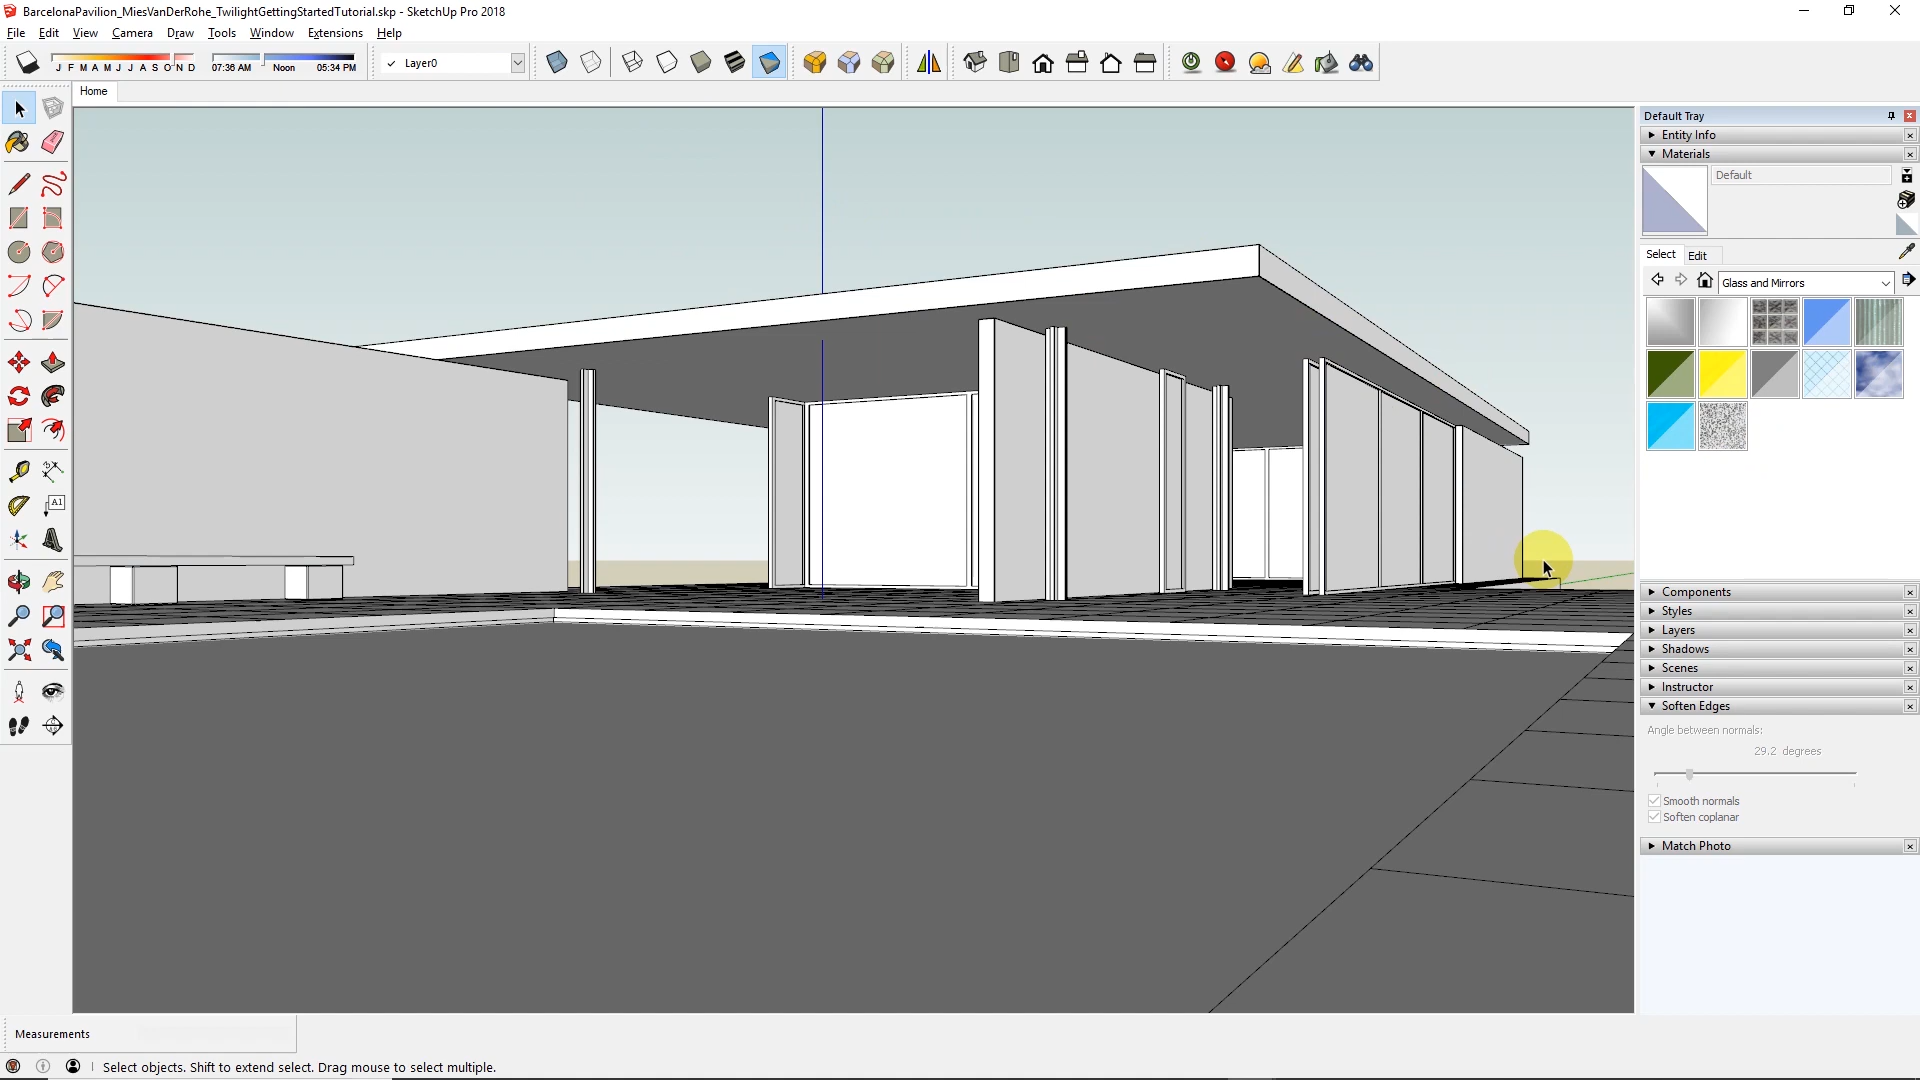 BarcelonaPavilion_MiesVanDerRohe_TwilightGettingStartedTutorial.skp - SketchUp Pro 2018
File Edit View Camera Draw Tools Window Extensions Help
J F M A M J J A S O N D
07:36 AM Noon 05:34 PM
Layer0
Home
Default Tray
Entity Info
Materials
Default
Select Edit
Glass and Mirrors
A1
Components
Styles
Layers
Shadows
Scenes
Instructor
Soften Edges
Angle between normals:
29.2 degrees
Smooth normals
Soften coplanar
Match Photo
Measurements
Select objects. Shift to extend select. Drag mouse to select multiple.